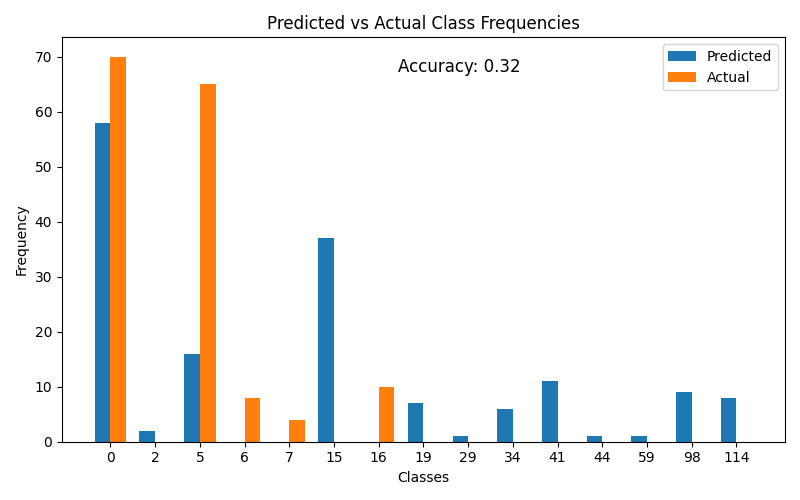 Predicted vs Actual Class Frequencies
Accuracy: 0.32
Predicted
Actual
Frequency
70
60
50
40
30
20
10
0
0 2 5 6 7 15 16 19 29 34 41 44 59 98 114
Classes